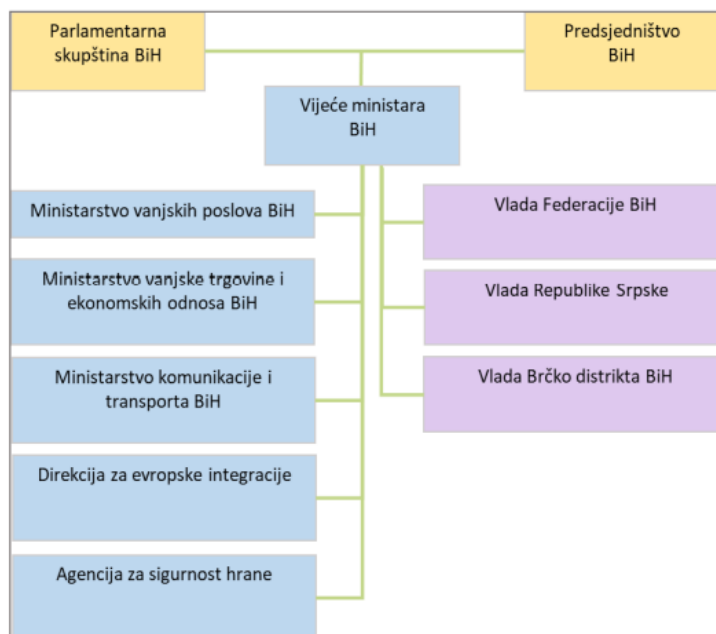 Parlamentarna
skupština BiH
Predsjedništvo
BiH
Vijeće ministara
BiH
Ministarstvo vanjskih poslova BiH
Ministarstvo vanjske trgovine i
ekonomskih odnosa BiH
Ministarstvo komunikacije i
transporta BiH
Direkcija za evropske integracije
Agencija za sigurnost hrane
Vlada Federacije BiH
Vlada Republike Srpske
Vlada Brčko distrikta BiH